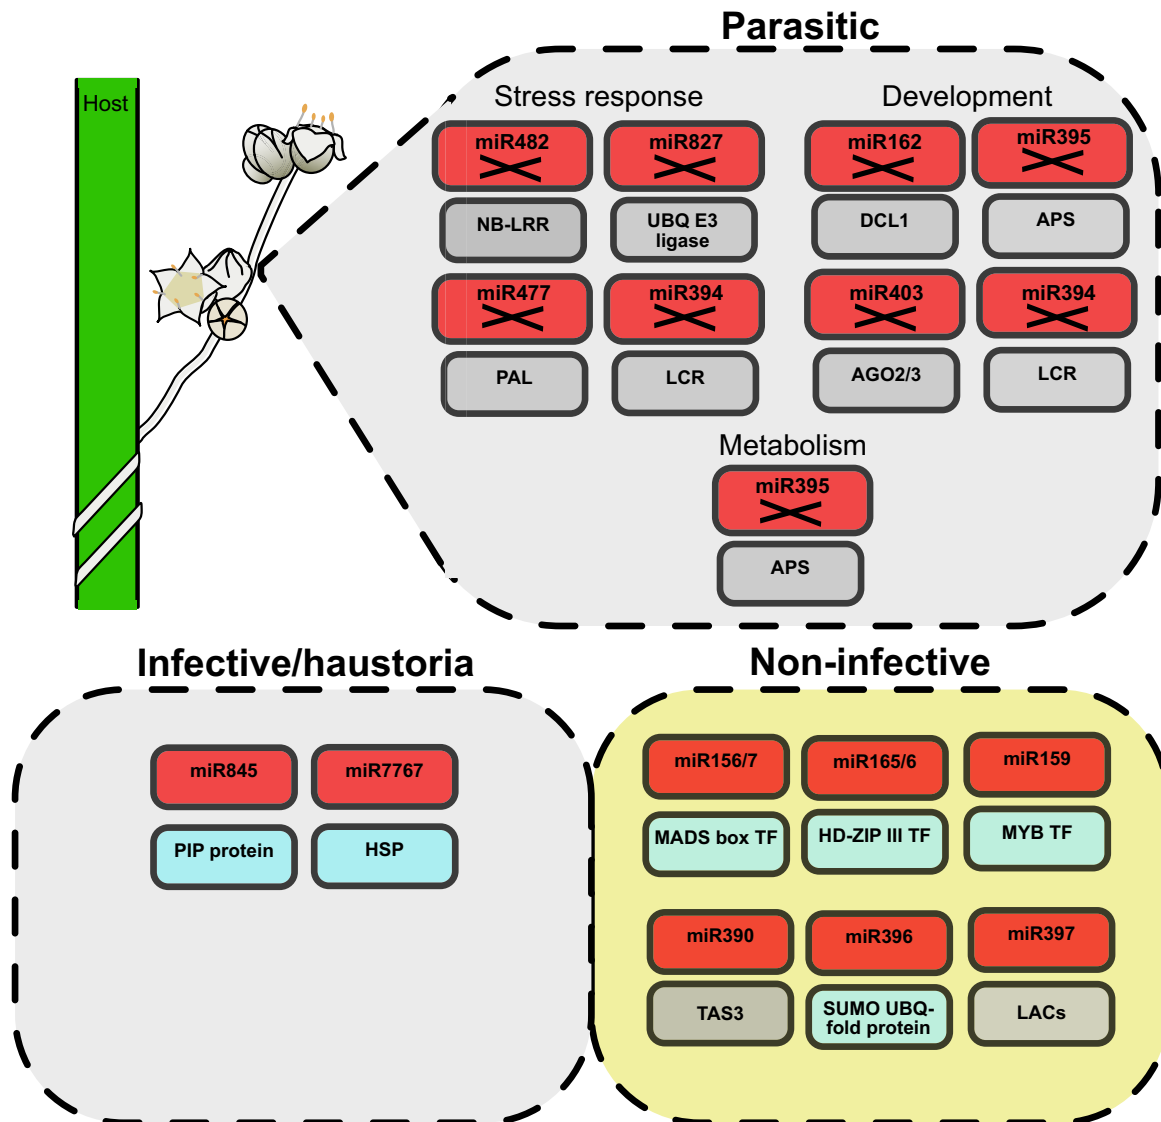 Parasitic
Host
Stress response
Development
miR482
miR827
miR162
miR395
NB-LRR
UBQ E3
ligase
DCL1
APS
miR477
miR394
miR403
miR394
PAL
LCR
AGO2/3
LCR
Metabolism
miR395
APS
Infective/haustoria
Non-infective
miR845
miR7767
PIP protein
HSP
miR156/7
miR165/6
miR159
MADS box TF
HD-ZIP III TF
MYB TF
miR390
miR396
miR397
TAS3
SUMO UBQ-
fold protein
LACs